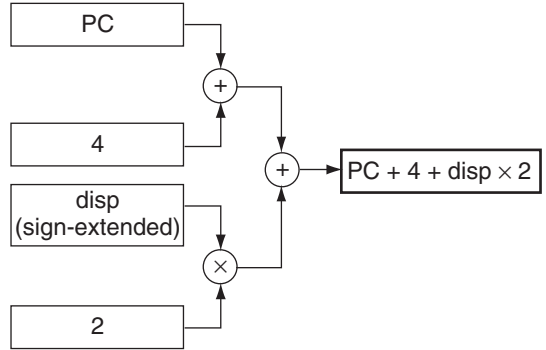 PC
+
4
+
PC + 4 + disp × 2
disp
(sign-extended)
×
2